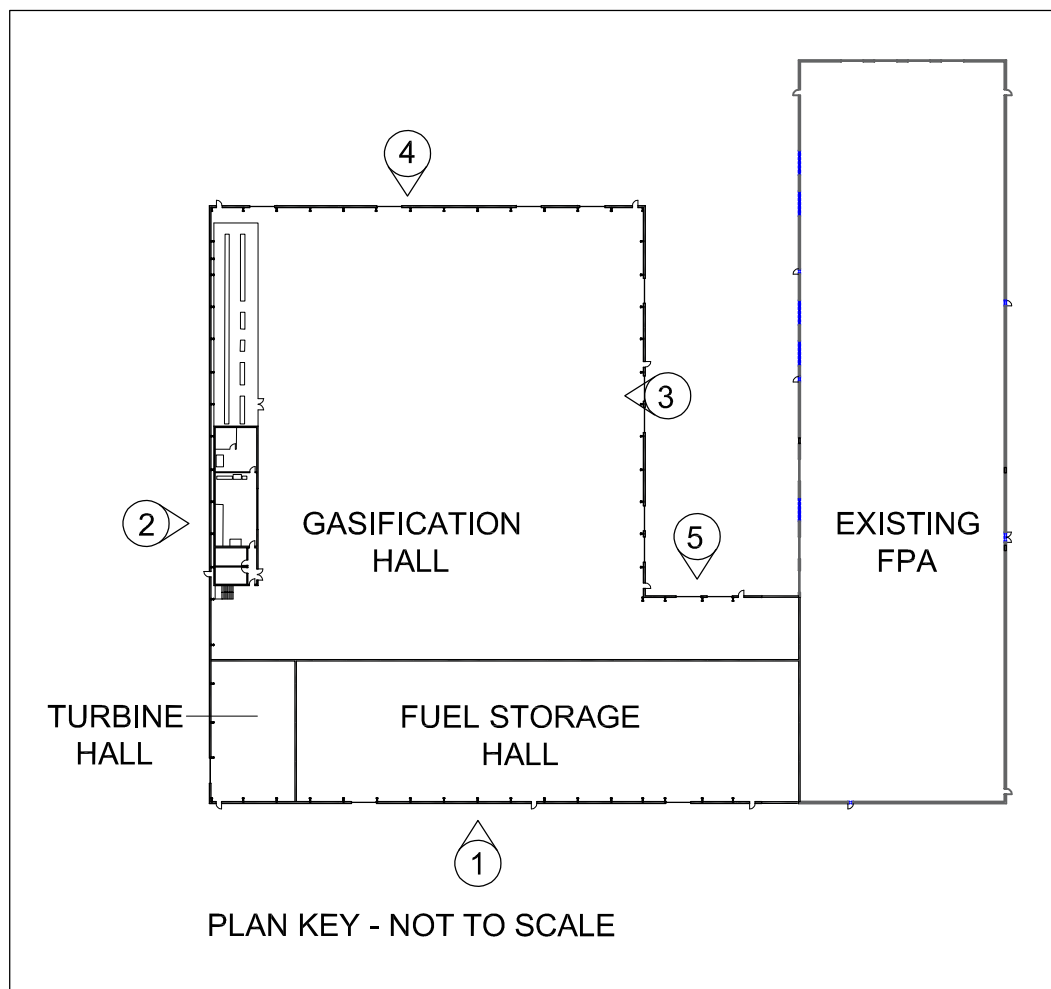 4
3
2
GASIFICATION
HALL
5
EXISTING
FPA
TURBINE
HALL
FUEL STORAGE
HALL
1
PLAN KEY - NOT TO SCALE